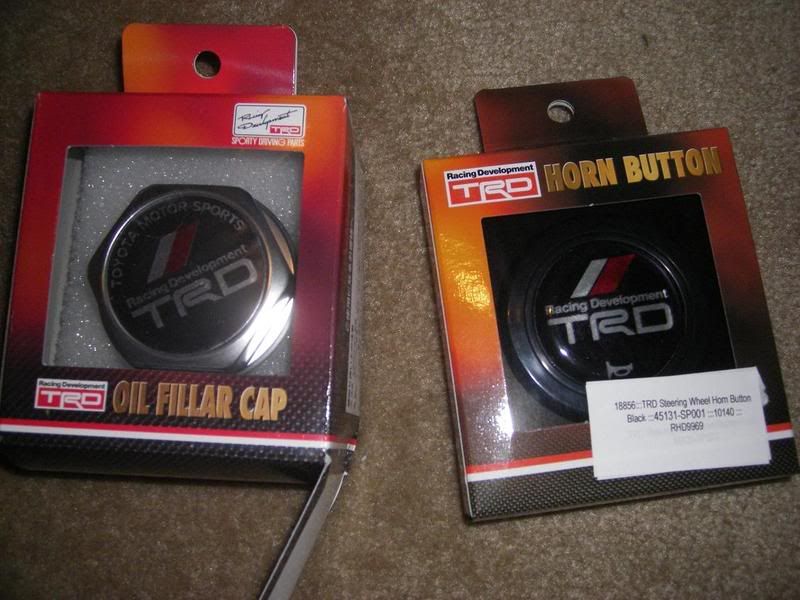 Racing
Development
TRD
SPORTY DRIVING PARTS
TOYOTA MOTOR SPORTS
Racing Development
TRD
Racing Development
TRD
OIL FILLAR CAP
Racing Development
TRD
HORN BUTTON
Racing Development
TRD
18856:::TRD Steering Wheel Horn Button
Black :::45131-SP001 :::10140 :::
RHD9969